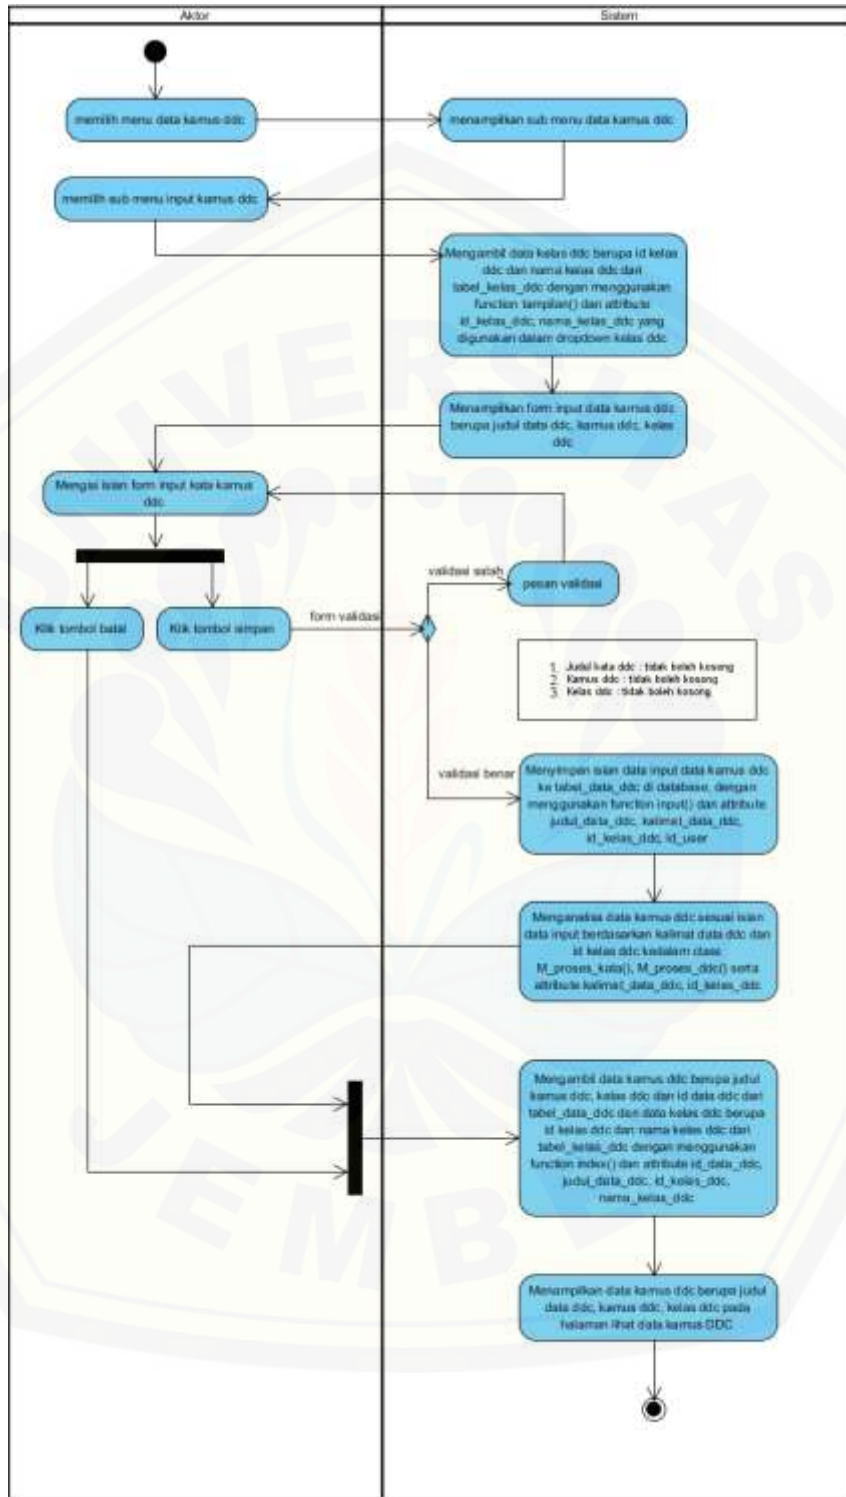 Aktor
Sistem
memilih menu data kamus ddc
menampilkan sub menu data kamus ddc
memilih sub menu input kamus ddc
Mengambil data kelas ddc berupa id kelas
ddc dan nama kelas ddc dari
tabel_kelas_ddc dengan menggunakan
function tampilan() dan attribute
id_kelas_ddc, nama_kelas_ddc yang
digunakan dalam dropdown kelas ddc
Menampilkan form input data kamus ddc
berupa judul data ddc, kamus ddc, kelas
ddc
Mengisi isian form input kata kamus
ddc
validasi salah
pesan validasi
Klik tombol batal
Klik tombol simpan
form validasi
1. Judul kata ddc : tidak boleh kosong
2. Kamus ddc : tidak boleh kosong
3. Kelas ddc : tidak boleh kosong
validasi benar
Menyimpan isian data input data kamus ddc
ke tabel_data_ddc di database, dengan
menggunakan function input() dan attribute
judul_data_ddc, kalimat_data_ddc,
id_kelas_ddc, id_user
Menganalisa data kamus ddc sesuai isian
data input berdasarkan kalimat data ddc dan
id kelas ddc kedalam class
M_proses_kata(), M_proses_ddc() serta
attribute kalimat_data_ddc, id_kelas_ddc
Mengambil data kamus ddc berupa judul
kamus ddc, kelas ddc dan id data ddc dari
tabel_data_ddc dan data kelas ddc berupa
id kelas ddc dan nama kelas ddc dari
tabel_kelas_ddc dengan menggunakan
function index() dan attribute id_data_ddc,
judul_data_ddc, id_kelas_ddc,
nama_kelas_ddc
Menampilkan data kamus ddc berupa judul
data ddc, kamus ddc, kelas ddc pada
halaman lihat data kamus DDC
UNIVERSITAS
JEMBER